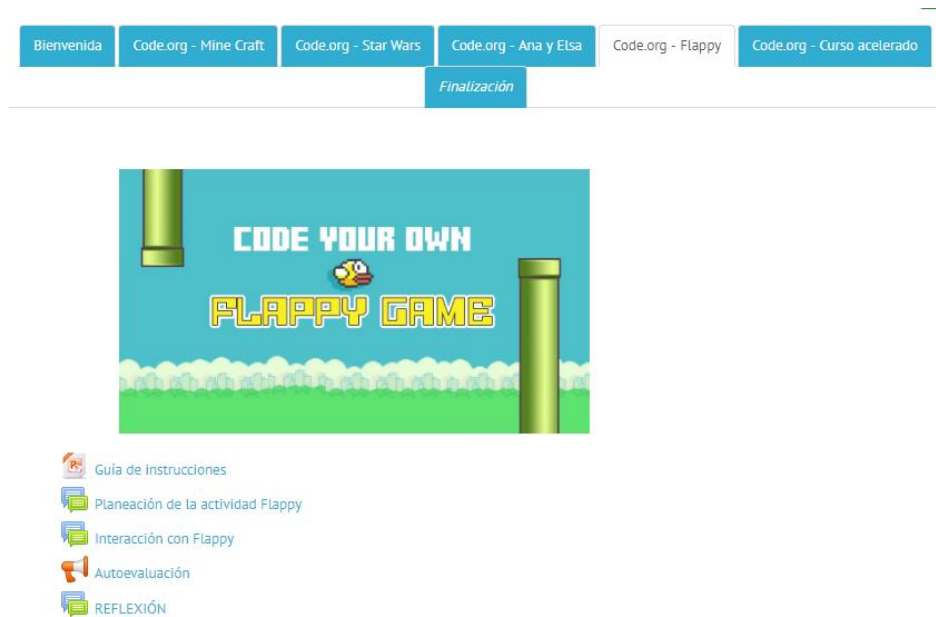 Bienvenida
Code.org - Mine Craft
Code.org - Star Wars
Code.org - Ana y Elsa
Code.org - Flappy
Code.org - Curso acelerado
Finalización
CODE YOUR OWN
FLAPPY GAME
Guía de instrucciones
Planeación de la actividad Flappy
Interacción con Flappy
Autoevaluación
REFLEXIÓN